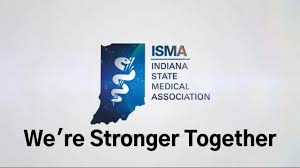 ISMA
INDIANA
STATE
MEDICAL
ASSOCIATION
We're Stronger Together